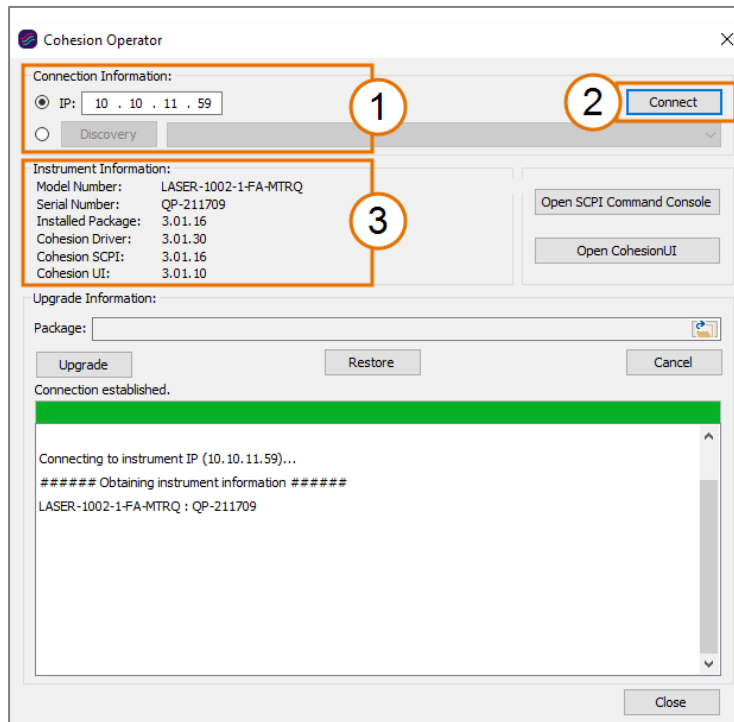 Cohesion Operator
Connection Information:
IP: 10 . 10 . 11 . 59
1
2
Connect
Discovery
Instrument Information:
Model Number: LASER-1002-1-FA-MTRQ
Serial Number: QP-211709
Installed Package: 3.01.16
Cohesion Driver: 3.01.30
Cohesion SCPI: 3.01.16
Cohesion UI: 3.01.10
3
Open SCPI Command Console
Open CohesionUI
Upgrade Information:
Package:
Upgrade
Restore
Cancel
Connection established.
Connecting to instrument IP (10.10.11.59)...
###### Obtaining instrument information ######
LASER-1002-1-FA-MTRQ : QP-211709
Close